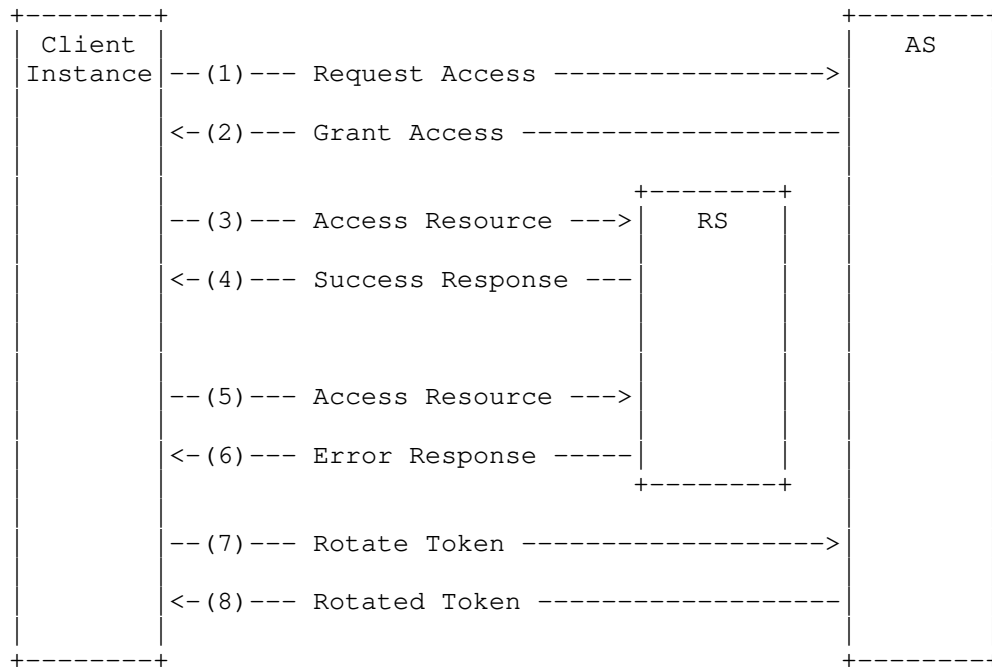 Client AS
Instance --(1)--- Request Access ----------------->
<-(2)--- Grant Access --------------------
--(3)--- Access Resource ---> RS
<-(4)--- Success Response ---
--(5)--- Access Resource --->
<-(6)--- Error Response -----
--(7)--- Rotate Token ------------------->
<-(8)--- Rotated Token -------------------